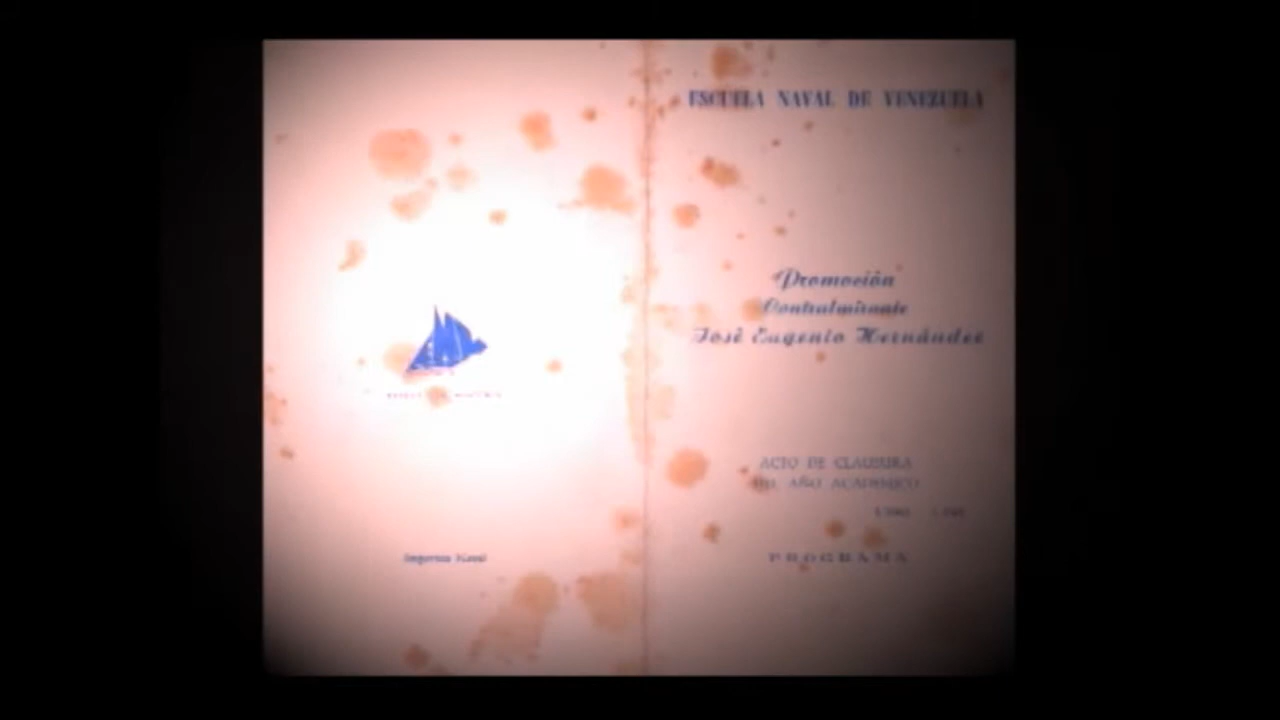 Imprenta Naval
ESCUELA NAVAL DE VENEZUELA
Promoción
Contralmirante
José Eugenio Hernández
ACTO DE CLAUSURA
DEL AÑO ACADEMICO
PROGRAMA